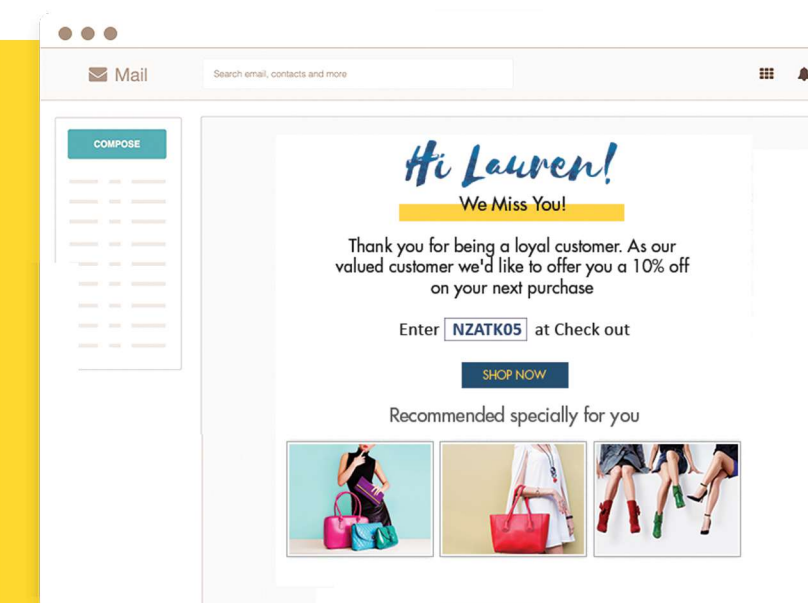 Mail
Search email, contacts and more
COMPOSE
Hi Lauren!
We Miss You!
Thank you for being a loyal customer. As our
valued customer we'd like to offer you a 10% off
on your next purchase
Enter NZATK05 at Check out
SHOP NOW
Recommended specially for you